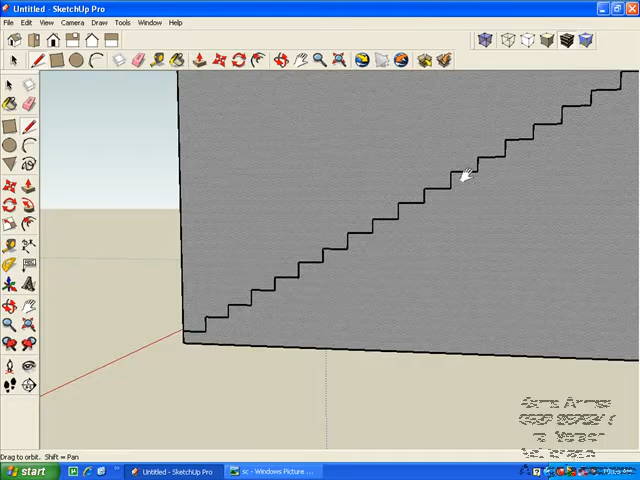 Untitled - SketchUp Pro
File Edit View Camera Draw Tools Window Help
Drag to orbit. Shift = Pan
start
Untitled - SketchUp Pro
sc - Windows Picture ...